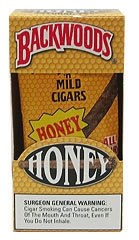 BACKWOODS
MILD
CIGARS
HONEY
ALL
HONEY
SURGEON GENERAL WARNING:
Cigar Smoking Can Cause Cancers
Of The Mouth And Throat, Even If
You Do Not Inhale.